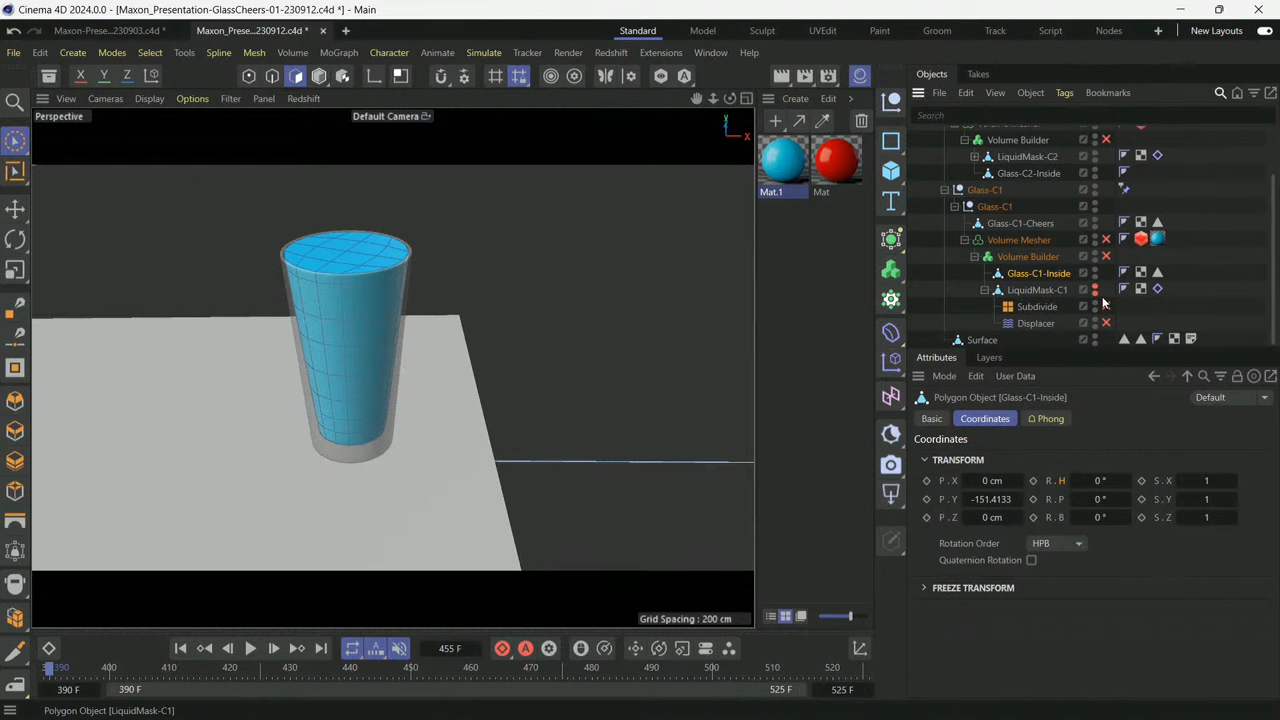 Cinema 4D 2024.0.0 - [Maxon_Presentation-GlassCheers-01-230912.c4d *] - Main
Maxon-Pres...230903.c4d * Maxon_Prese...230912.c4d * × +
Standard Model Sculpt UVEdit Paint Groom Track Script Nodes + New Layouts
File Edit Create Modes Select Tools Spline Mesh Volume MoGraph Character Animate Simulate Tracker Render Redshift Extensions Window Help
X Y Z
Objects Takes
View Cameras Display Options Filter Panel Redshift
Create Edit
File Edit View Object Tags Bookmarks
Perspective
Default Camera
Y
X
Search
Mat.1 Mat
Volume Builder
LiquidMask-C2
Glass-C2-Inside
Glass-C1
Glass-C1
Glass-C1-Cheers
Volume Mesher
Volume Builder
Glass-C1-Inside
LiquidMask-C1
Subdivide
Displacer
Surface
Attributes Layers
Mode Edit User Data
Polygon Object [Glass-C1-Inside] Default
Basic Coordinates Phong
Coordinates
TRANSFORM
P . X 0 cm R . H 0 ° S . X 1
P . Y -151.4133 R . P 0 ° S . Y 1
P . Z 0 cm R . B 0 ° S . Z 1
Rotation Order HPB
Quaternion Rotation
FREEZE TRANSFORM
Grid Spacing : 200 cm
455 F
390 400 410 420 430 440 450 460 470 480 490 500 510 520
390 F 390 F 525 F 525 F
Polygon Object [LiquidMask-C1]